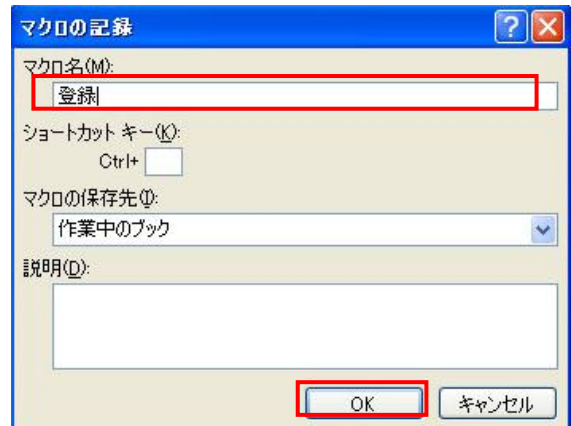 マクロの記録
マクロ名(M):
登録
ショートカット キー(K):
Ctrl+
マクロの保存先(I):
作業中のブック
説明(D):
OK キャンセル